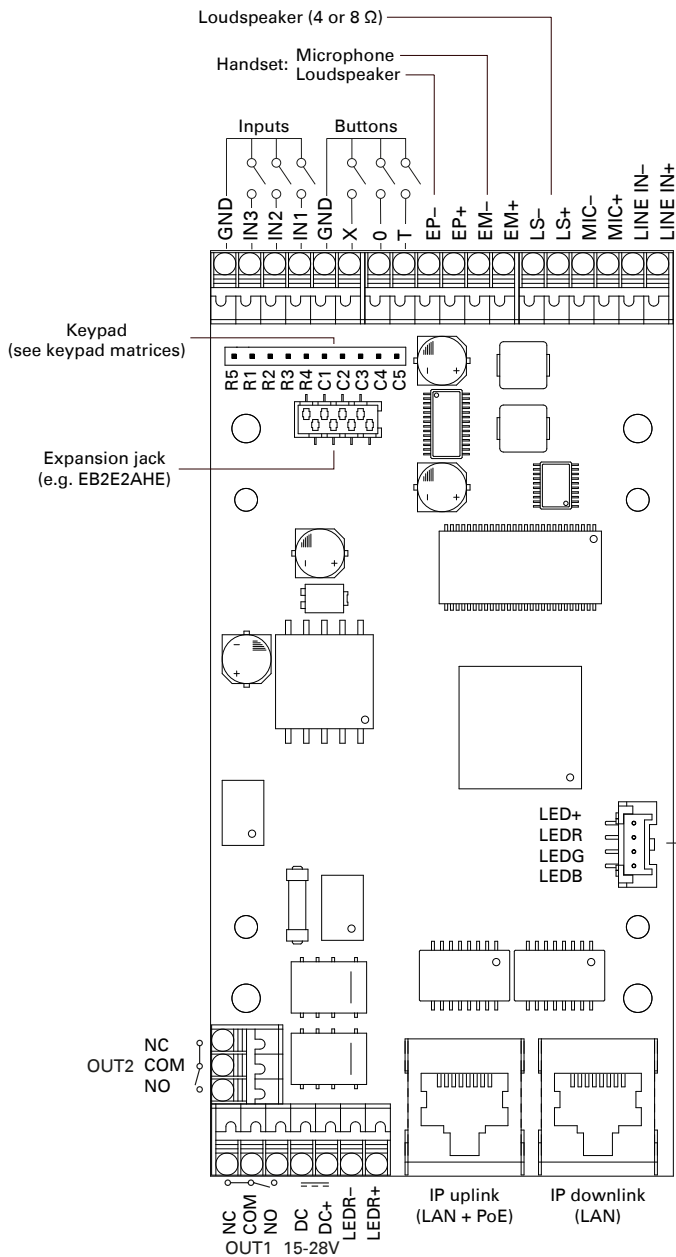 Loudspeaker (4 or 8 Ω)
Handset: Microphone
Loudspeaker
Inputs
Buttons
GND
IN3
IN2
IN1
GND
X
0
T
EP−
EP+
EM−
EM+
LS−
LS+
MIC−
MIC+
LINE IN−
LINE IN+
Keypad
(see keypad matrices)
R5
R1
R2
R3
R4
C1
C2
C3
C4
C5
Expansion jack
(e.g. EB2E2AHE)
LED+
LEDR
LEDG
LEDB
NC
OUT2 COM
NO
NC
COM
NO
DC
DC+
LEDR−
LEDR+
OUT1 15-28V
IP uplink
(LAN + PoE)
IP downlink
(LAN)